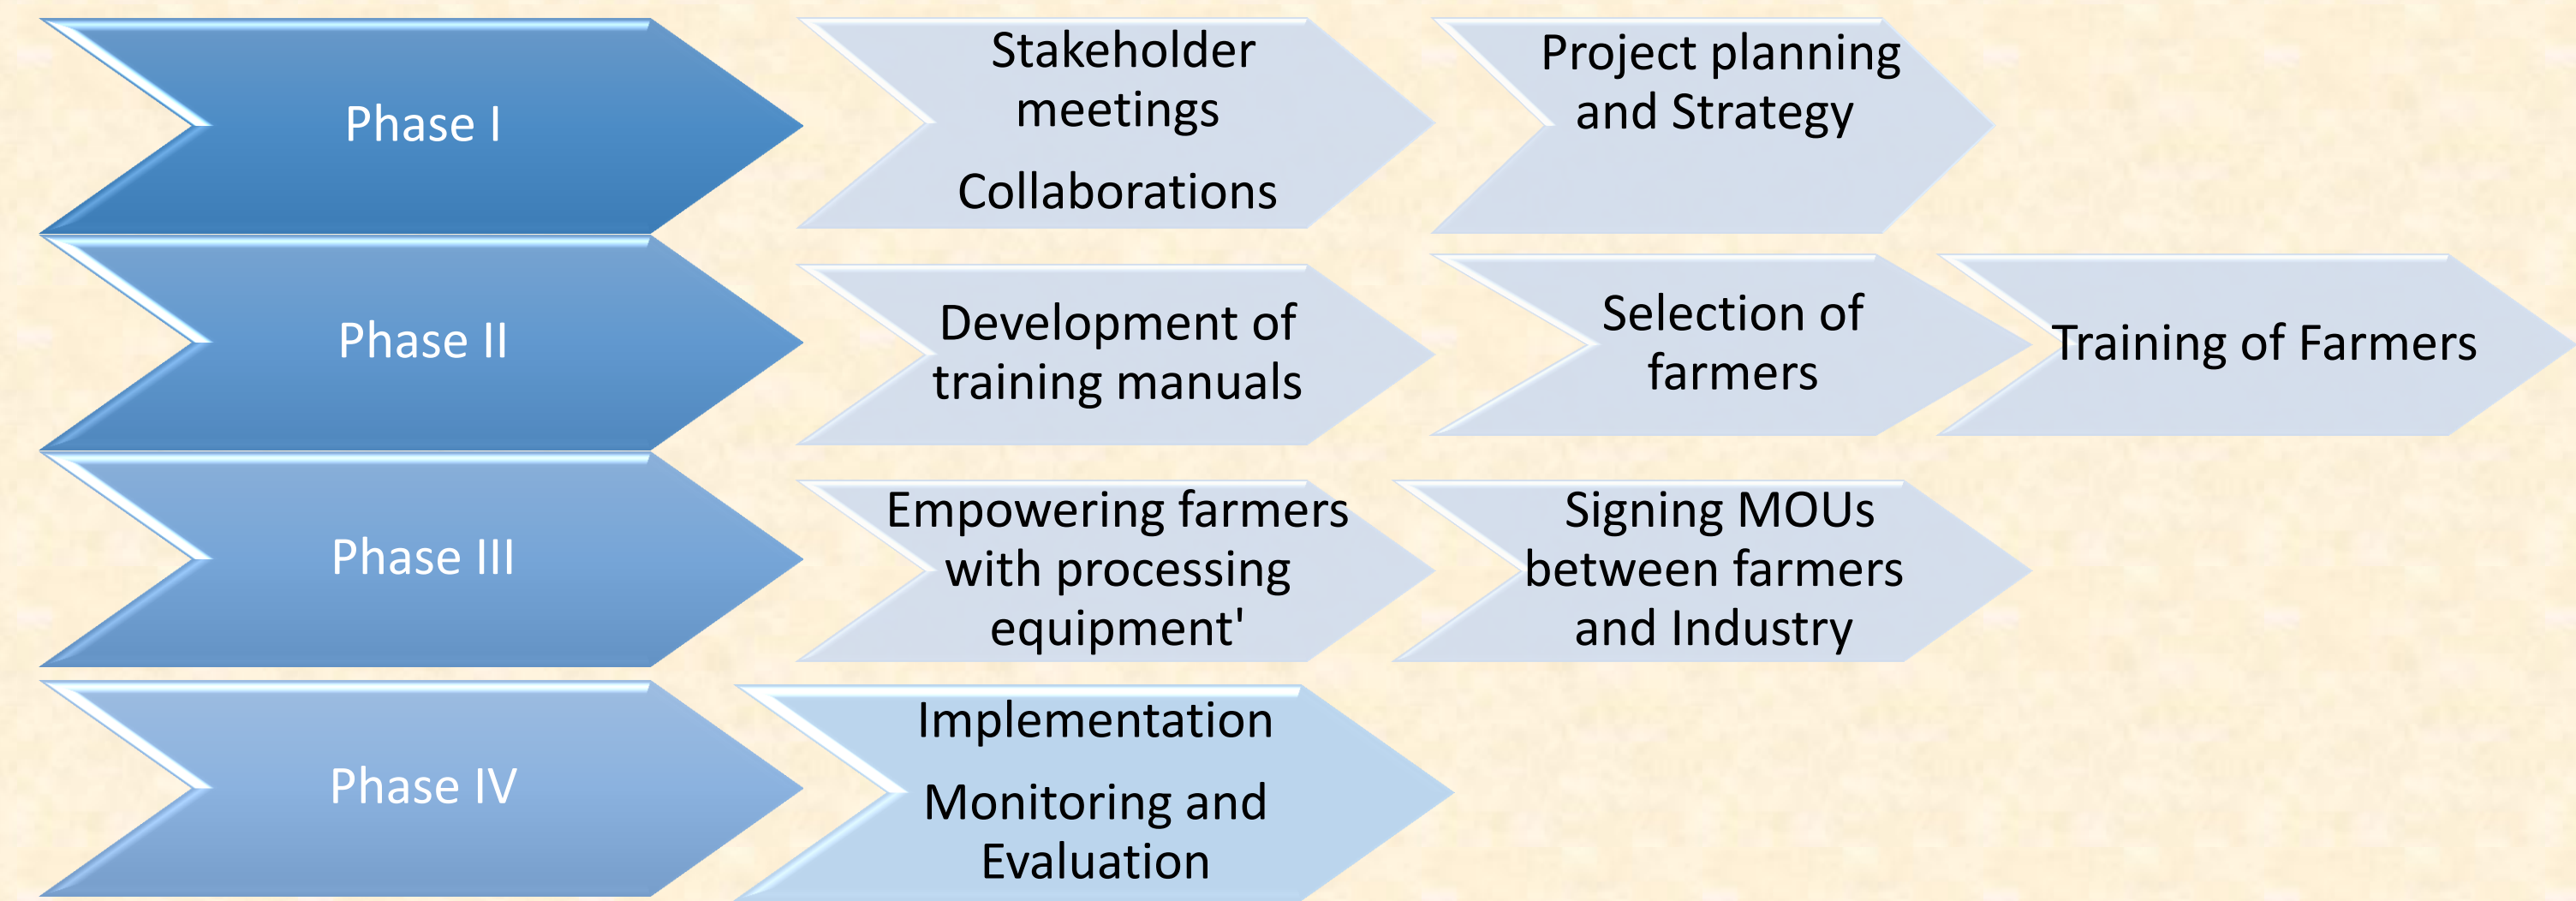 Phase I
Stakeholder
meetings
Collaborations
Project planning
and Strategy
Phase II
Development of
training manuals
Selection of
farmers
Training of Farmers
Phase III
Empowering farmers
with processing
equipment'
Signing MOUs
between farmers
and Industry
Phase IV
Implementation
Monitoring and
Evaluation